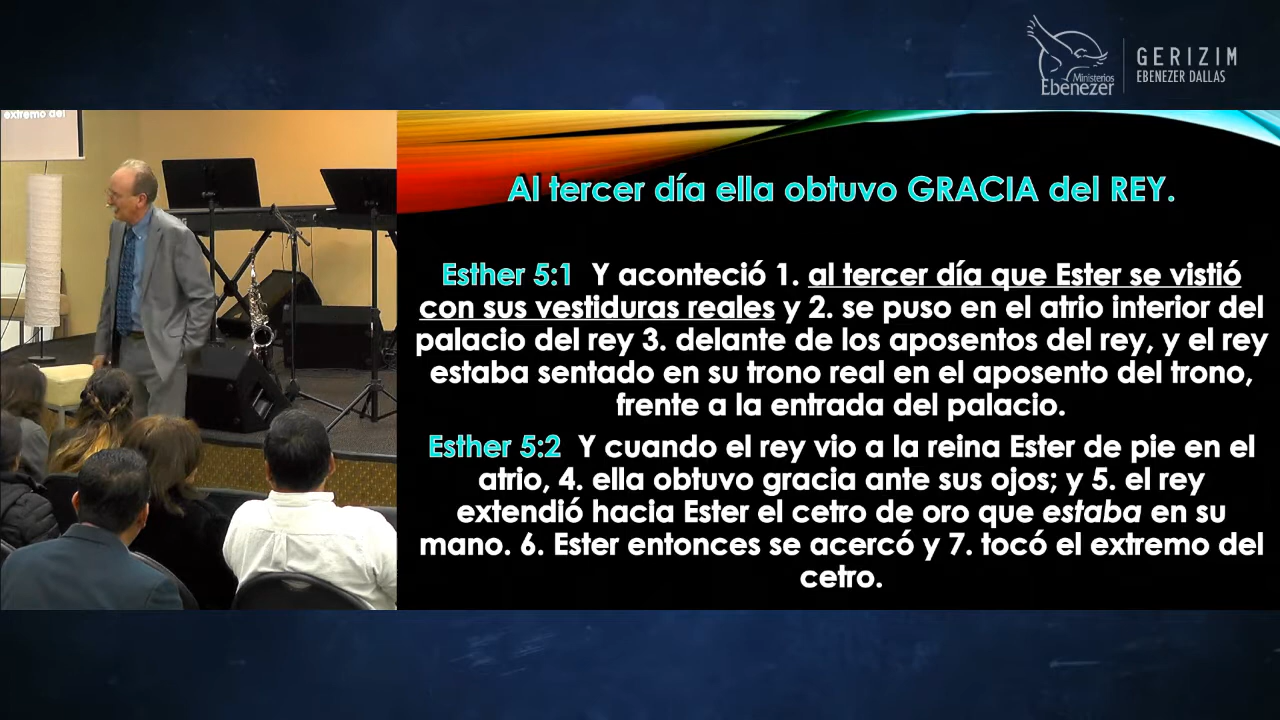 Ministerios
Ebenezer
GERIZIM
EBENEZER DALLAS
extremo del
Al tercer día ella obtuvo GRACIA del REY.
Esther 5:1 Y aconteció 1. al tercer día que Ester se vistió
con sus vestiduras reales y 2. se puso en el atrio interior del
palacio del rey 3. delante de los aposentos del rey, y el rey
estaba sentado en su trono real en el aposento del trono,
frente a la entrada del palacio.
Esther 5:2 Y cuando el rey vio a la reina Ester de pie en el
atrio, 4. ella obtuvo gracia ante sus ojos; y 5. el rey
extendió hacia Ester el cetro de oro que estaba en su
mano. 6. Ester entonces se acercó y 7. tocó el extremo del
cetro.